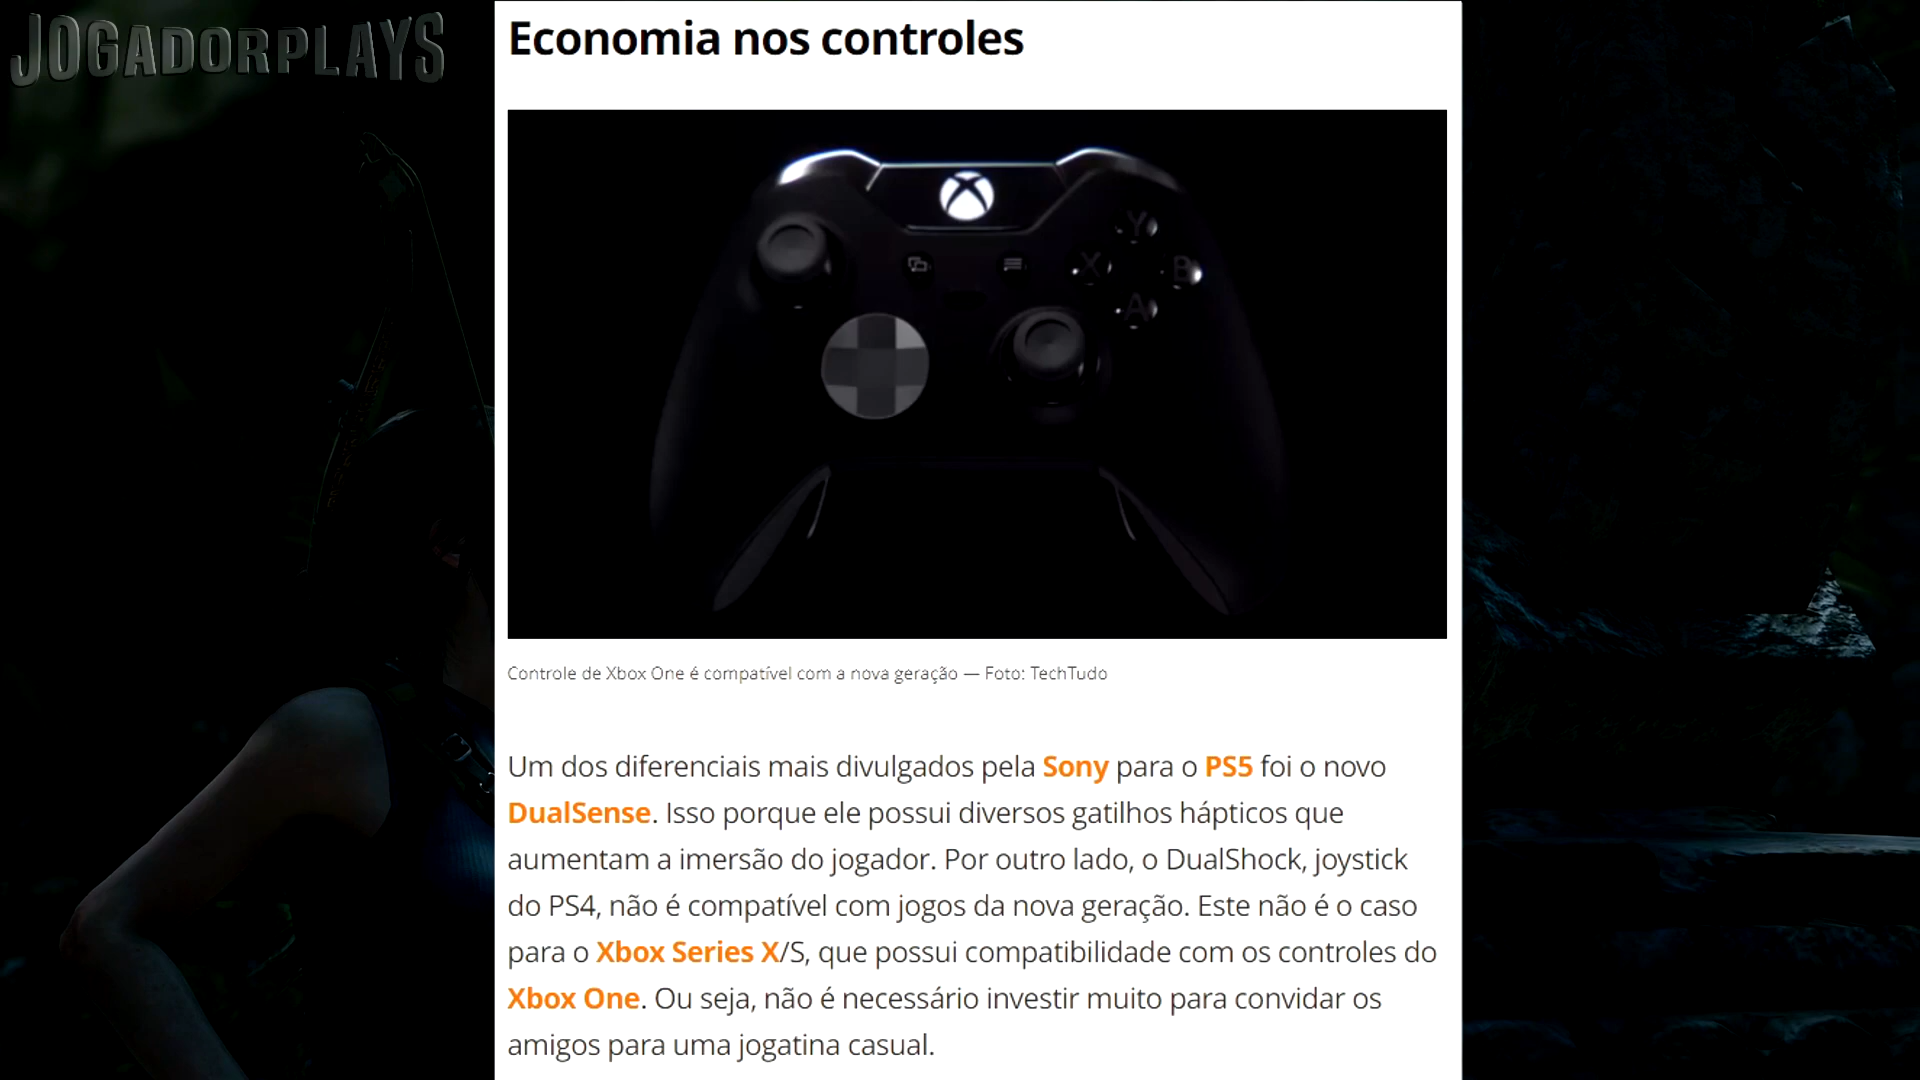 JOGADORPLAYS
Economia nos controles
Y
X
B
A
Controle de Xbox One é compatível com a nova geração — Foto: TechTudo
Um dos diferenciais mais divulgados pela Sony para o PS5 foi o novo
DualSense. Isso porque ele possui diversos gatilhos hápticos que
aumentam a imersão do jogador. Por outro lado, o DualShock, joystick
do PS4, não é compatível com jogos da nova geração. Este não é o caso
para o Xbox Series X/S, que possui compatibilidade com os controles do
Xbox One. Ou seja, não é necessário investir muito para convidar os
amigos para uma jogatina casual.